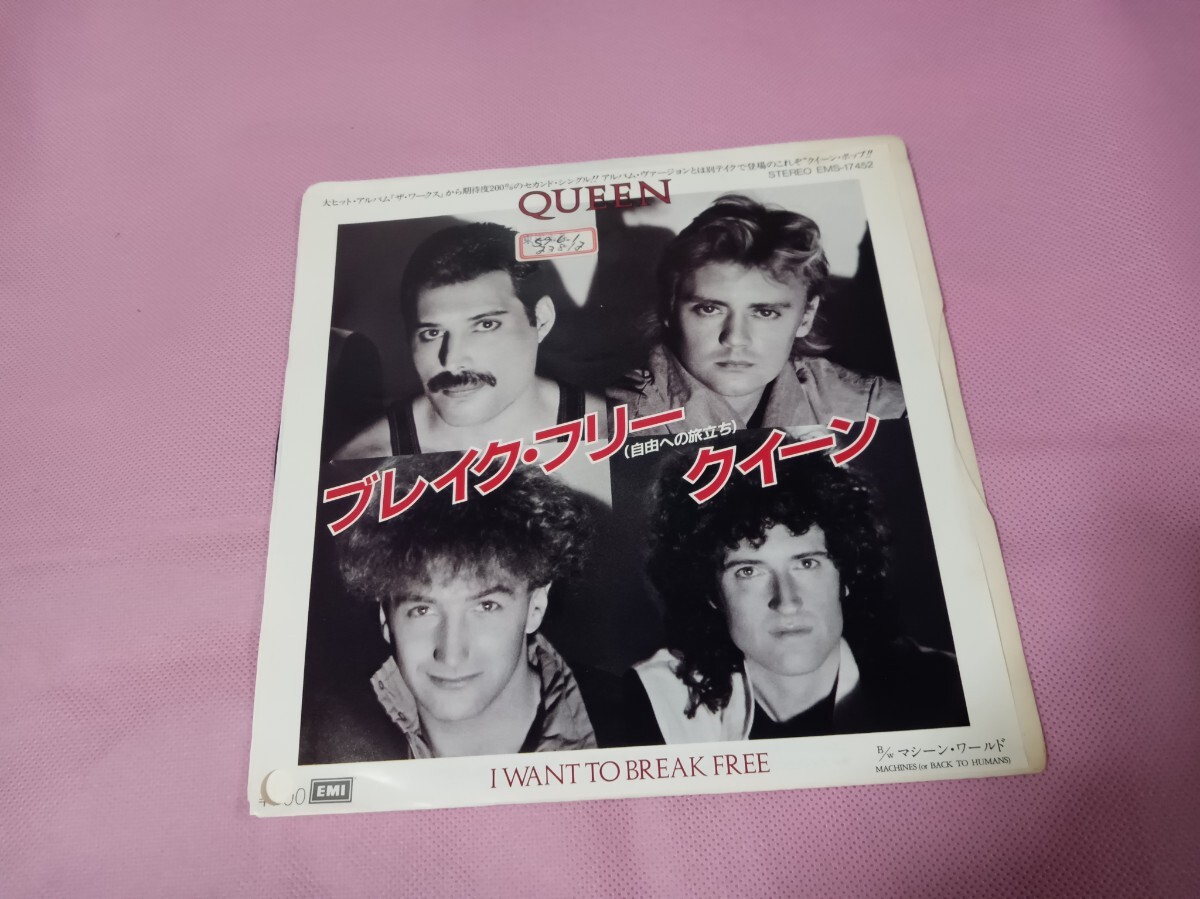 大ヒット・アルバム「ザ・ワークス」から期待度200%のセカンド・シングル!! アルバム・ヴァージョンとは別テイクで登場のこれぞ"クイーン・ポップ!!
STEREO EMS-17452
QUEEN
59.6.1
ブレイク・フリー
(自由への旅立ち)
クイーン
I WANT TO BREAK FREE
B/W マシーン・ワールド
MACHINES (or BACK TO HUMANS)
EMI